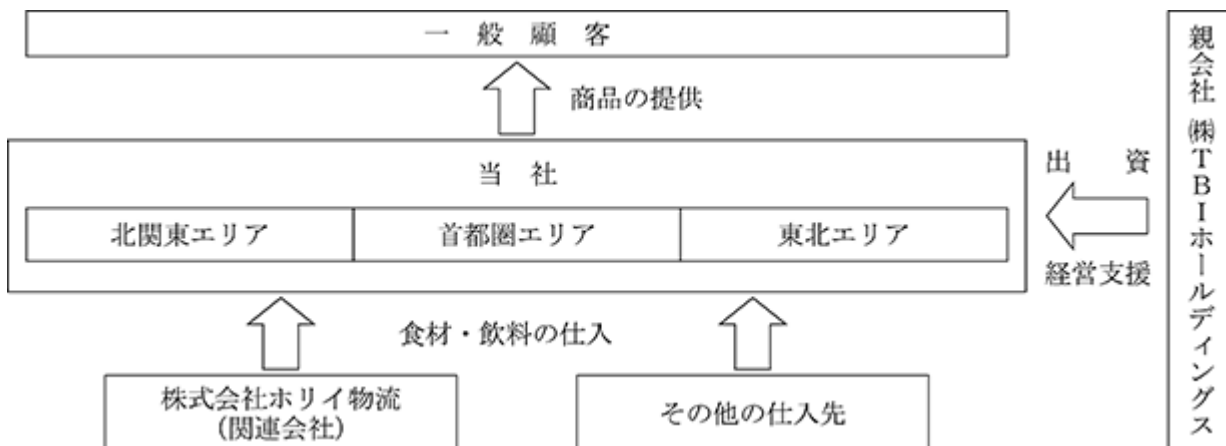 一般顧客
商品の提供
当社
北関東エリア
首都圏エリア
東北エリア
出資
経営支援
親会社 ㈱TBIホールディングス
食材・飲料の仕入
株式会社ホリイ物流
(関連会社)
その他の仕入先